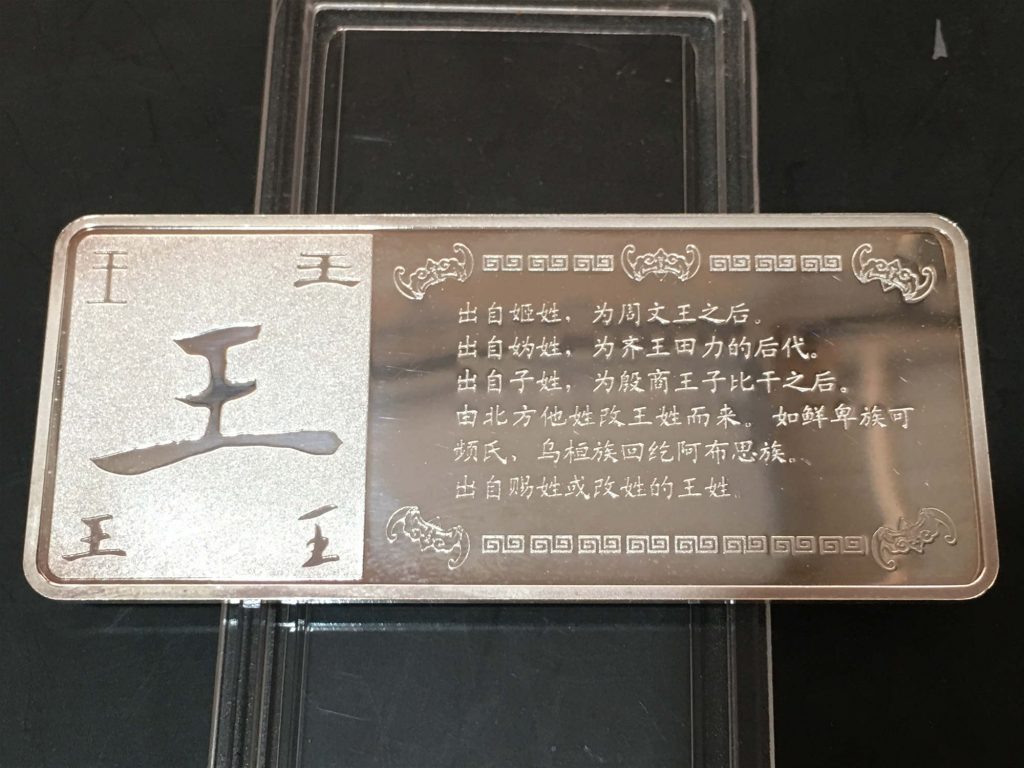 王 王
王
王 王
出自姬姓，为周文王之后。
出自妫姓，为齐王田力的后代。
出自子姓，为殷商王子比干之后。
由北方他姓改王姓而来。如鲜卑族可
频氏，乌桓族回纥阿布思族。
出自赐姓或改姓的王姓。